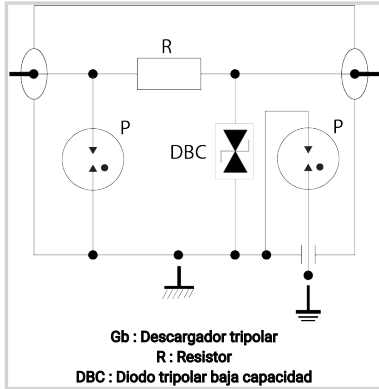 R
P
DBC
P
Gb : Descargador tripolar
R : Resistor
DBC : Diodo tripolar baja capacidad